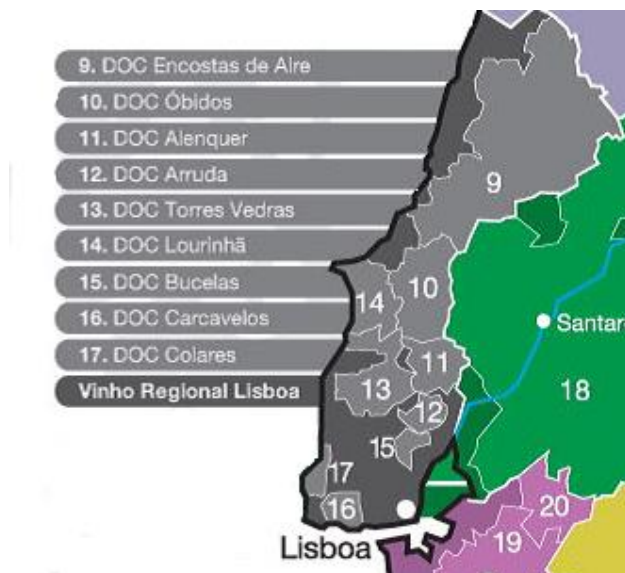 9. DOC Encostas de Aire
10. DOC Óbidos
11. DOC Alenquer
12. DOC Arruda
13. DOC Torres Vedras
14. DOC Lourinhã
15. DOC Bucelas
16. DOC Carcavelos
17. DOC Colares
Vinho Regional Lisboa
9
10
14
Santar
11
13
18
12
15
17
16
20
19
Lisboa